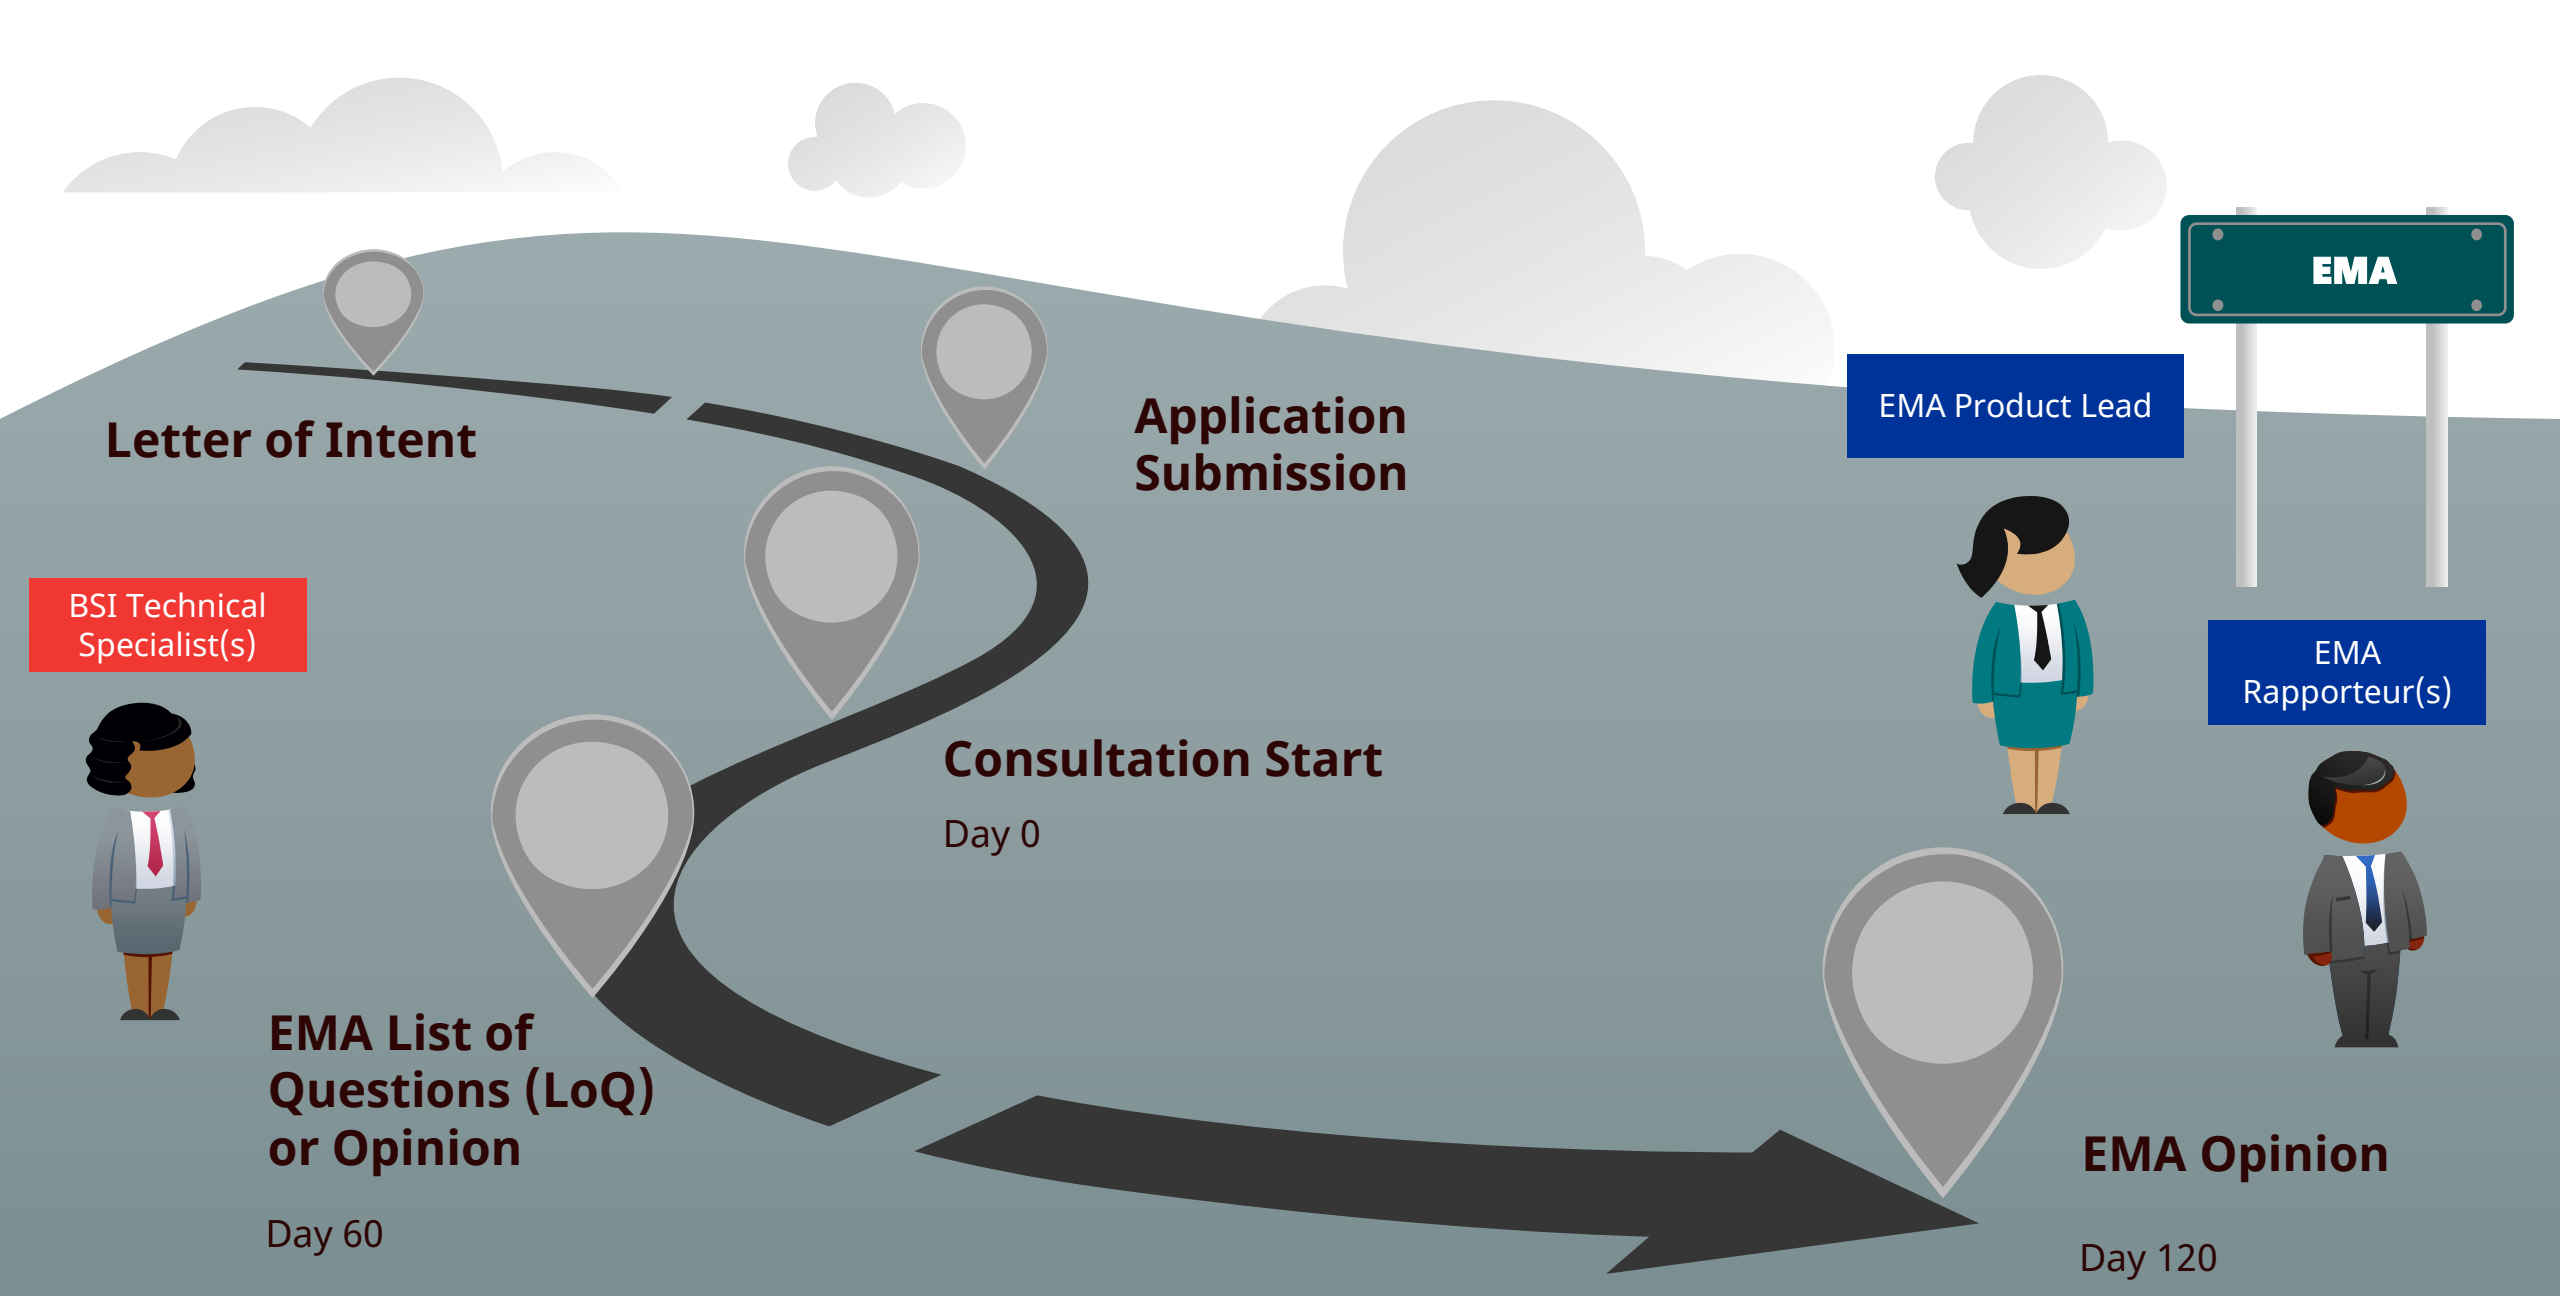 EMA
EMA Product Lead
Letter of Intent
Application
Submission
BSI Technical
Specialist(s)
EMA
Rapporteur(s)
Consultation Start
Day 0
EMA List of
Questions (LoQ)
or Opinion
Day 60
EMA Opinion
Day 120